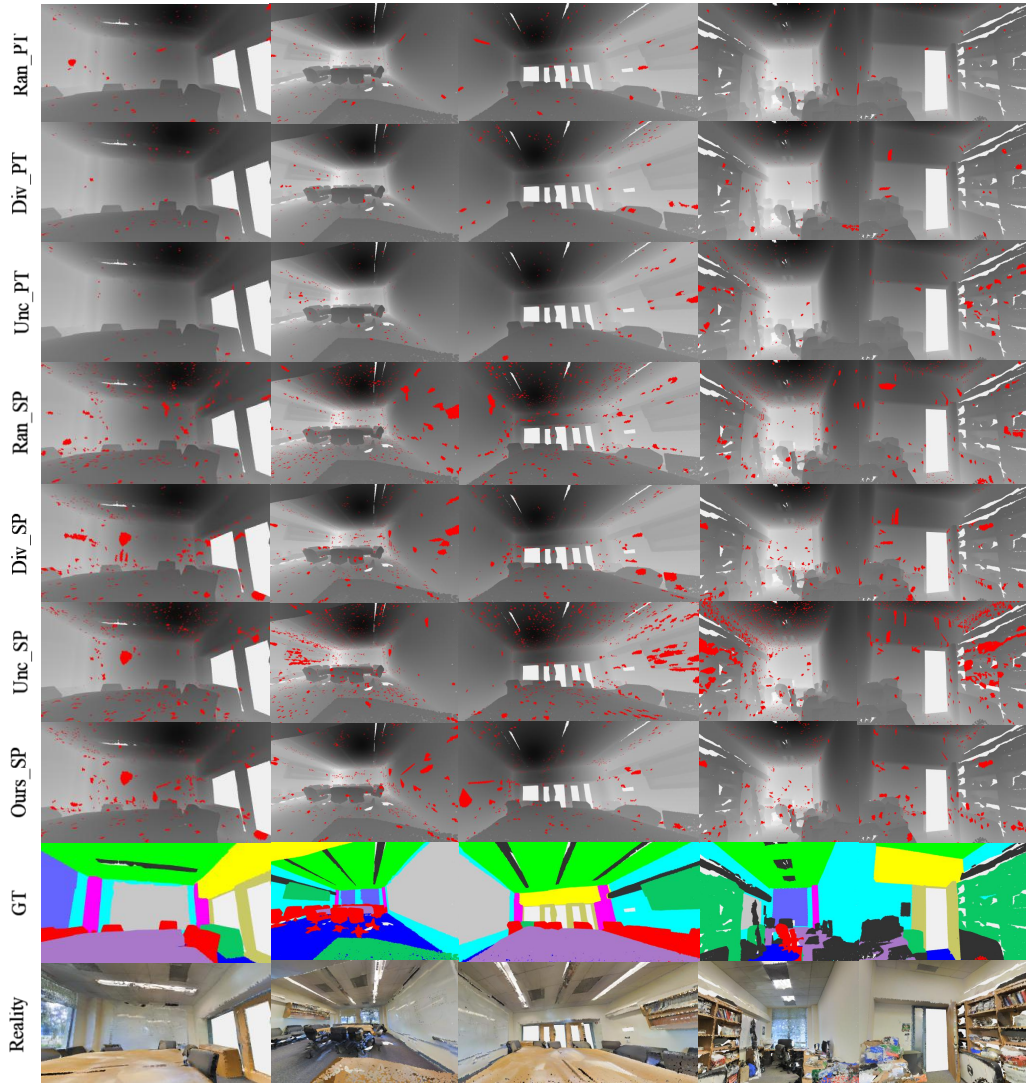 Ran_PT
Div_PT
Unc_PT
Ran_SP
Div_SP
Unc_SP
Ours_SP
GT
Reality